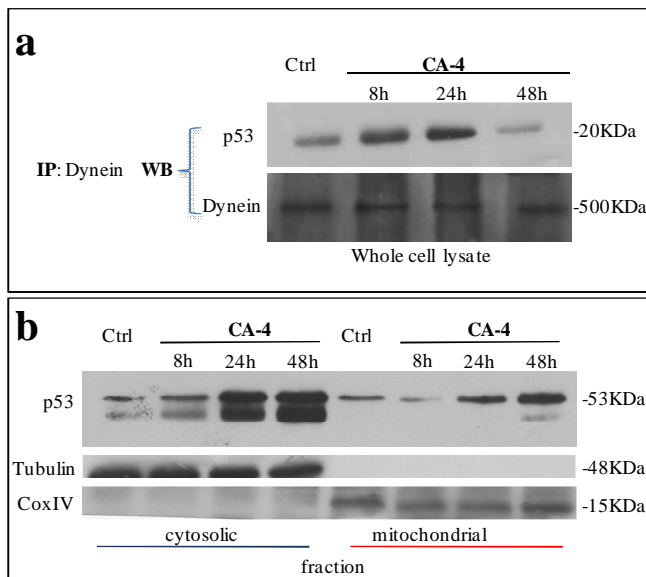 a
Ctrl CA-4
8h 24h 48h
p53 -20KDa
IP: Dynein WB
Dynein -500KDa
Whole cell lysate
b
Ctrl CA-4 Ctrl CA-4
8h 24h 48h 8h 24h 48h
p53 -53KDa
Tubulin -48KDa
CoxIV -15KDa
cytosolic mitochondrial
fraction